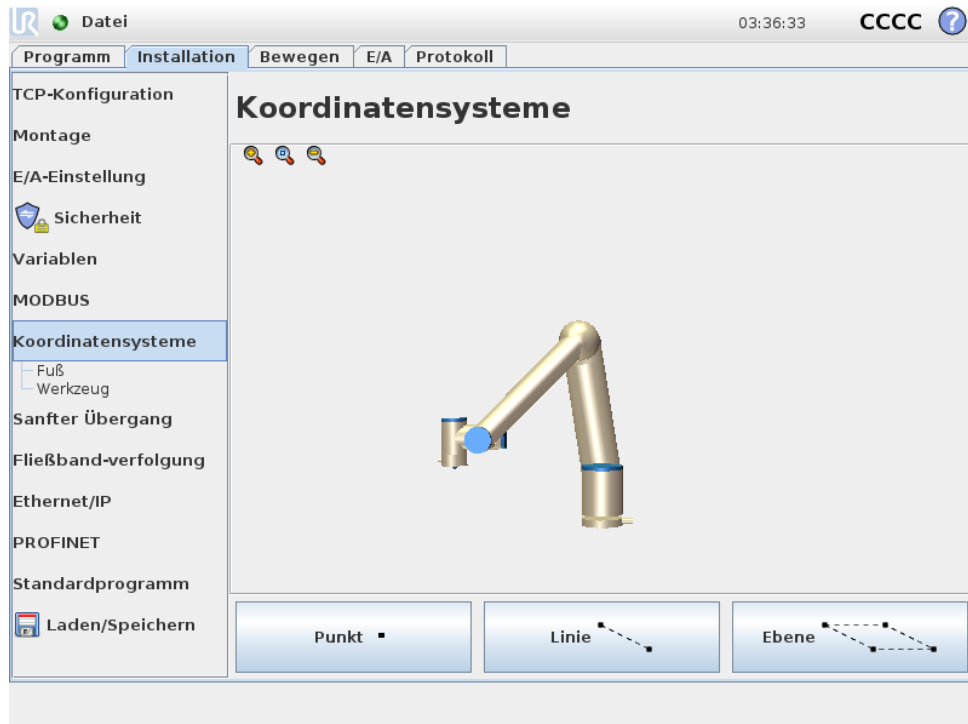 UR Datei 03:36:33 CCCC ?
Programm Installation Bewegen E/A Protokoll
TCP-Konfiguration
Montage
E/A-Einstellung
Sicherheit
Variablen
MODBUS
Koordinatensysteme
Fuß
Werkzeug
Sanfter Übergang
Fließband-verfolgung
Ethernet/IP
PROFINET
Standardprogramm
Laden/Speichern
Koordinatensysteme
Punkt
Linie
Ebene